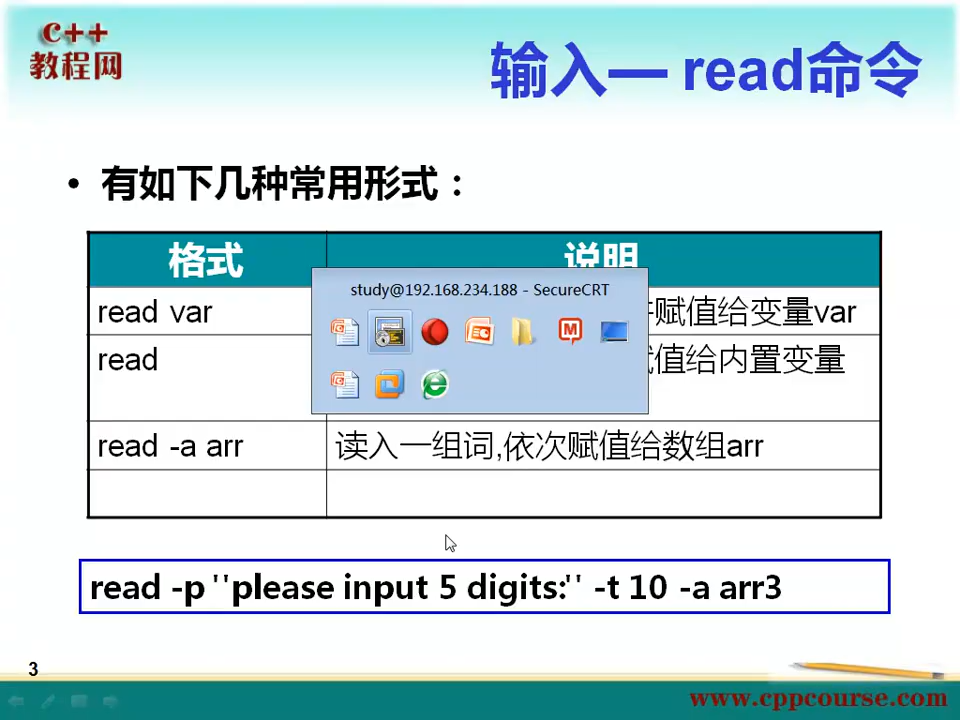 C++
教程网
输入— read命令
• 有如下几种常用形式：
格式 说明
study@192.168.234.188 - SecureCRT
read var 赋值给变量var
read 值给内置变量
read -a arr 读入一组词,依次赋值给数组arr
read -p ''please input 5 digits:'' -t 10 -a arr3
3
www.cppcourse.com